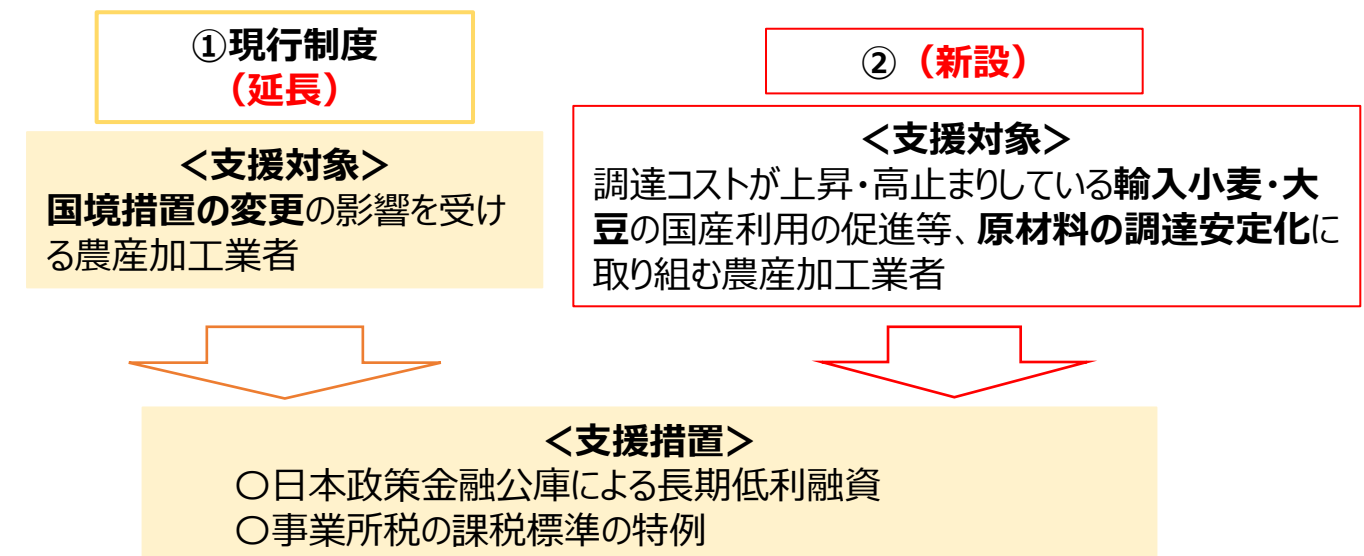 ①現行制度
（延長）
＜支援対象＞
国境措置の変更の影響を受け
る農産加工業者
②（新設）
＜支援対象＞
調達コストが上昇・高止まりしている輸入小麦・大
豆の国産利用の促進等、原材料の調達安定化に
取り組む農産加工業者
＜支援措置＞
〇日本政策金融公庫による長期低利融資
〇事業所税の課税標準の特例